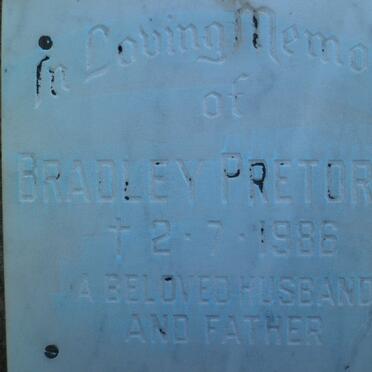 In Loving Memo
of
BRADLEY PRETOR
† 2·7·1986
A BELOVED HUSBAND
AND FATHER